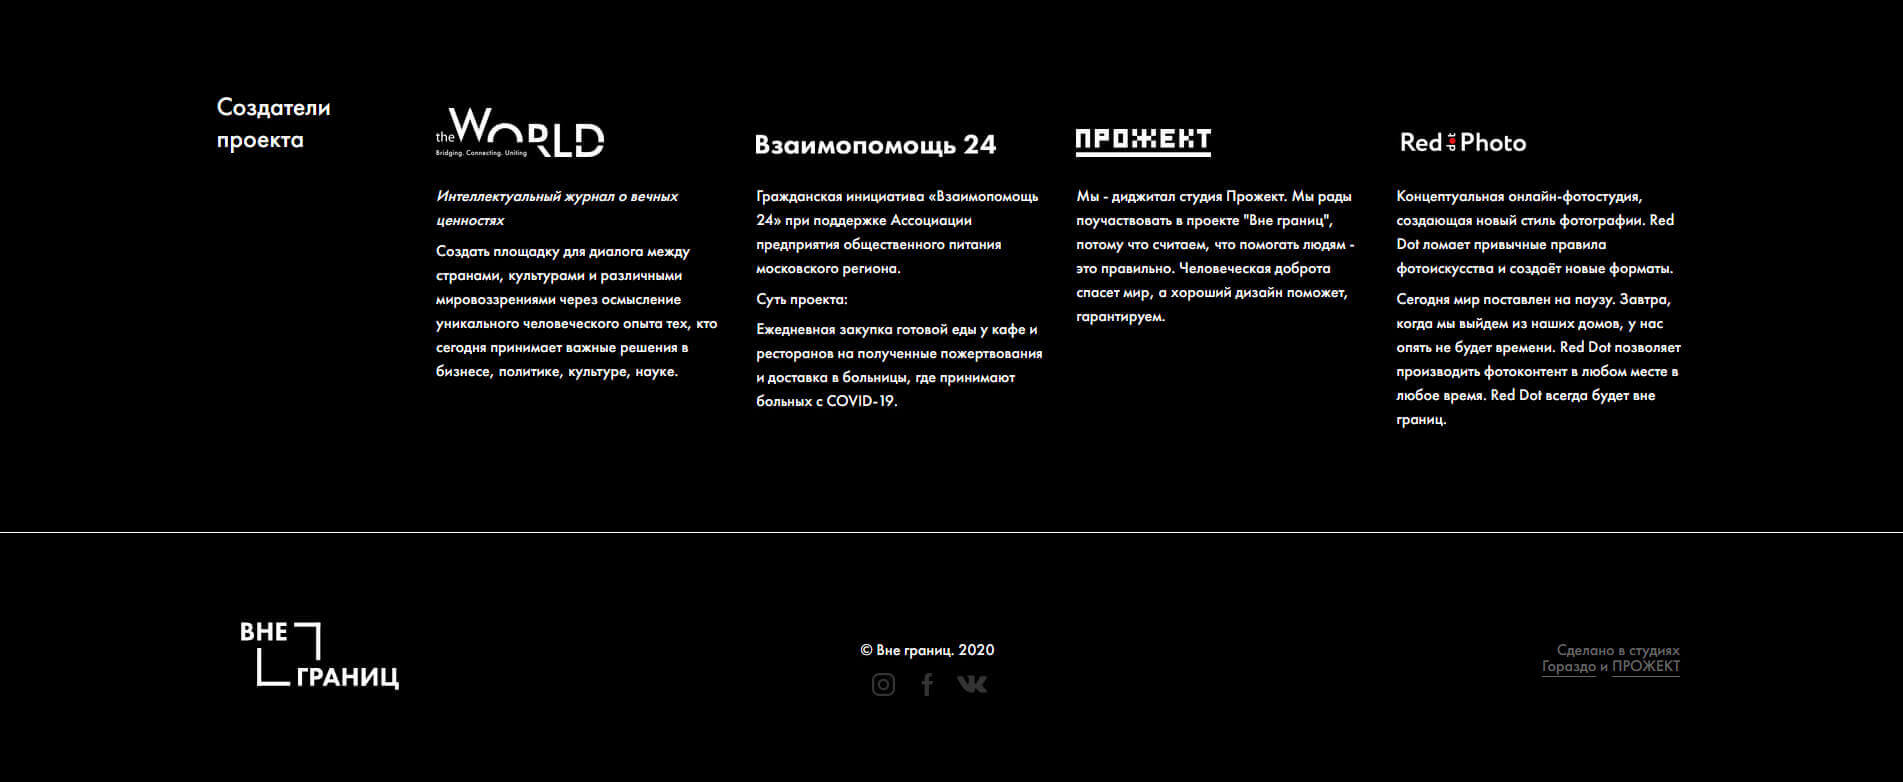 Создатели
проекта
theWORLD
Bridging. Connecting. Uniting
Интеллектуальный журнал о вечных
ценностях
Создать площадку для диалога между
странами, культурами и различными
мировоззрениями через осмысление
уникального человеческого опыта тех, кто
сегодня принимает важные решения в
бизнесе, политике, культуре, науке.
Взаимопомощь 24
Гражданская инициатива «Взаимопомощь
24» при поддержке Ассоциации
предприятия общественного питания
московского региона.
Суть проекта:
Ежедневная закупка готовой еды у кафе и
ресторанов на полученные пожертвования
и доставка в больницы, где принимают
больных с COVID-19.
ПРОЖЕКТ
Мы - диджитал студия Прожект. Мы рады
поучаствовать в проекте "Вне границ",
потому что считаем, что помогать людям -
это правильно. Человеческая доброта
спасет мир, а хороший дизайн поможет,
гарантируем.
Red dot Photo
Концептуальная онлайн-фотостудия,
создающая новый стиль фотографии. Red
Dot ломает привычные правила
фотоискусства и создаёт новые форматы.
Сегодня мир поставлен на паузу. Завтра,
когда мы выйдем из наших домов, у нас
опять не будет времени. Red Dot позволяет
производить фотоконтент в любом месте в
любое время. Red Dot всегда будет вне
границ.
ВНЕ
ГРАНИЦ
© Вне границ. 2020
Сделано в студиях
Гораздо и ПРОЖЕКТ